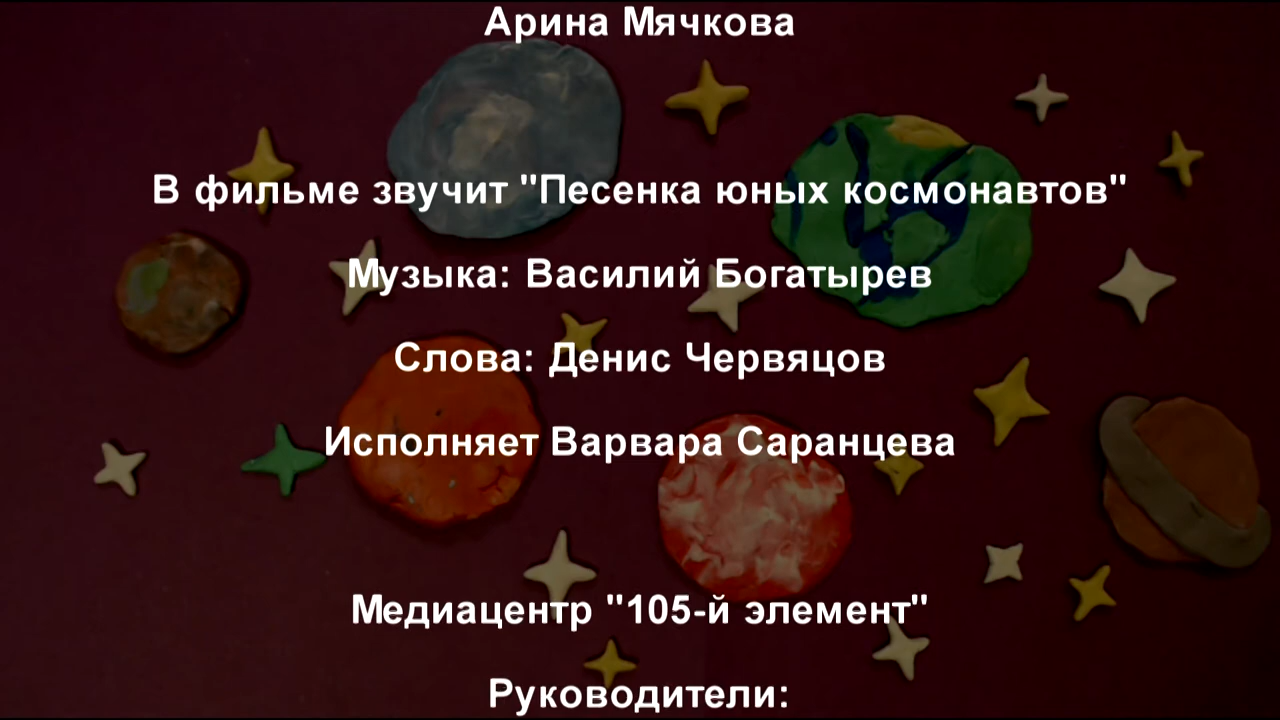 Арина Мячкова
В фильме звучит "Песенка юных космонавтов"
Музыка: Василий Богатырев
Слова: Денис Червяцов
Исполняет Варвара Саранцева
Медиацентр "105-й элемент"
Руководители: